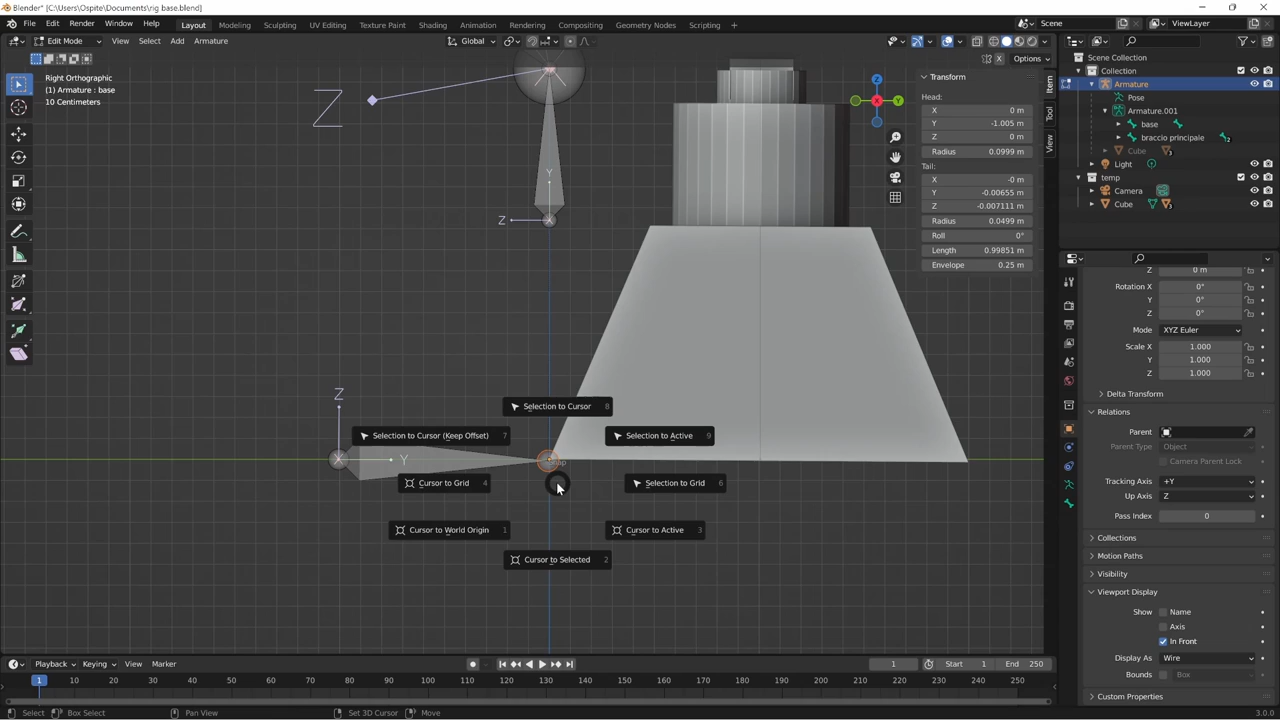 Blender* [C:\Users\Ospite\Documents\rig base.blend]
File Edit Render Window Help Layout Modeling Sculpting UV Editing Texture Paint Shading Animation Rendering Compositing Geometry Nodes Scripting + Scene ViewLayer
Edit Mode View Select Add Armature Global
X Options
Right Orthographic
(1) Armature : base
10 Centimeters
Transform
Head:
X 0 m
Y -1.005 m
Z 0 m
Radius 0.0999 m
Tail:
X -0 m
Y -0.00655 m
Z -0.007111 m
Radius 0.0499 m
Roll 0°
Length 0.99851 m
Envelope 0.25 m
Item
Tool
View
Z
X
Y
Z
Y
Z X
Z
X Y
Snap
Selection to Cursor 8
Selection to Cursor (Keep Offset) 7
Selection to Active 9
Cursor to Grid 4
Selection to Grid 6
Cursor to World Origin 1
Cursor to Active 3
Cursor to Selected 2
Scene Collection
Collection
Armature
Pose
Armature.001
base
braccio principale 2
Cube 3
Light
temp
Camera
Cube 3
Z 0 m
Rotation X 0°
Y 0°
Z 0°
Mode XYZ Euler
Scale X 1.000
Y 1.000
Z 1.000
Delta Transform
Relations
Parent
Parent Type Object
Camera Parent Lock
Tracking Axis +Y
Up Axis Z
Pass Index 0
Collections
Motion Paths
Visibility
Viewport Display
Show Name
Axis
In Front
Display As Wire
Bounds Box
Custom Properties
Playback Keying View Marker 1 Start 1 End 250
1 10 20 30 40 50 60 70 80 90 100 110 120 130 140 150 160 170 180 190 200 210 220 230 240 250
Select Box Select Pan View Set 3D Cursor Move 3.0.0